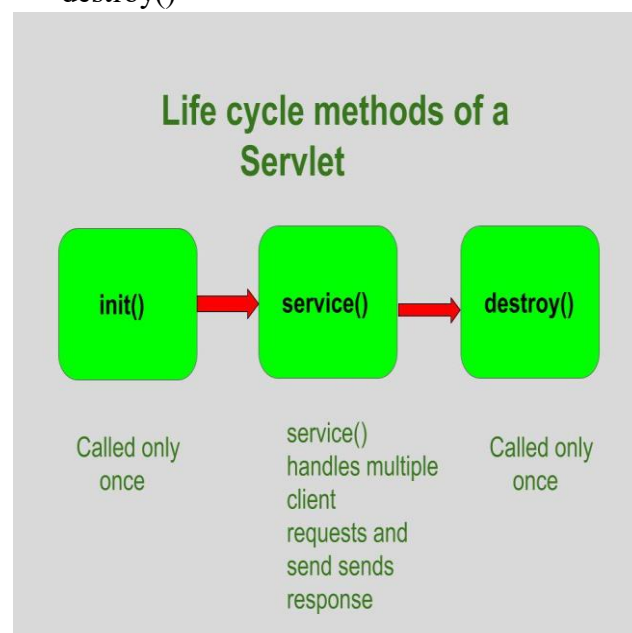 destroy()
Life cycle methods of a
Servlet
init()
service()
destroy()
Called only
once
service()
handles multiple
client
requests and
send sends
response
Called only
once